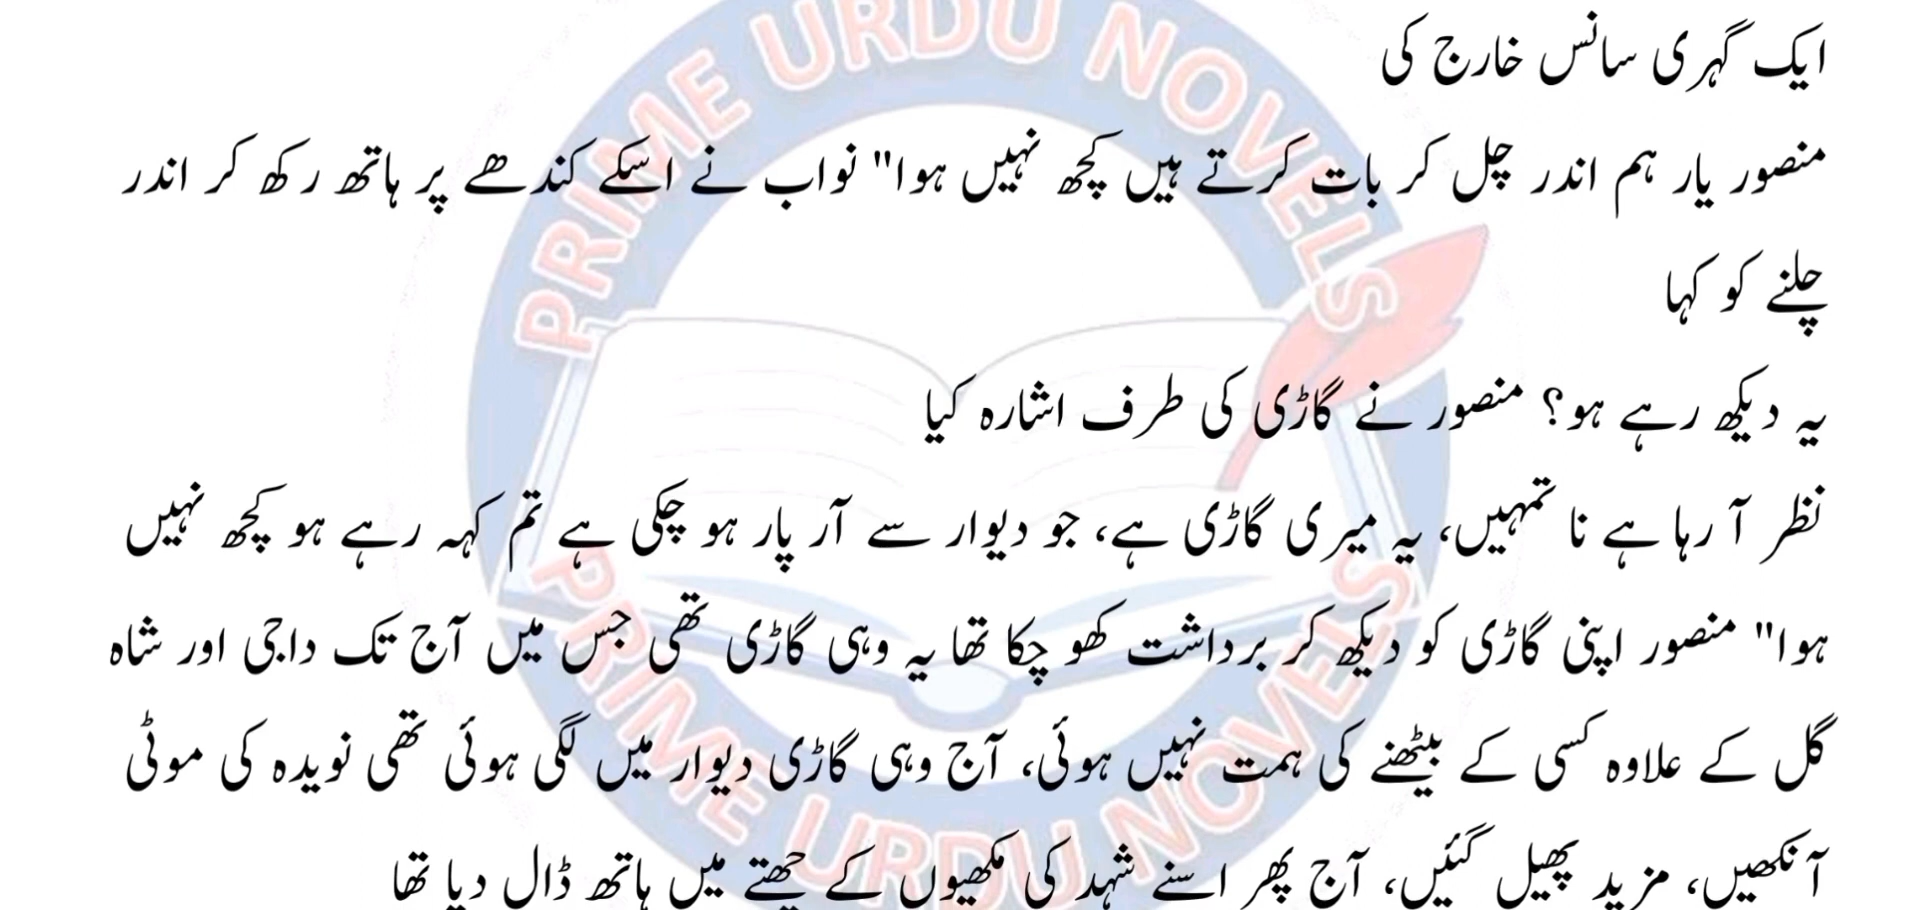 ایک گہری سانس خارج کی
منصور یار ہم اندر چل کر بات کرتے ہیں کچھ نہیں ہوا" نواب نے اسکے کندھے پر ہاتھ رکھ کر اندر
چلنے کو کہا
یہ دیکھ رہے ہو؟ منصور نے گاڑی کی طرف اشارہ کیا
نظر آ رہا ہے نا تمہیں، یہ میری گاڑی ہے، جو دیوار سے آر پار ہو چکی ہے تم کہہ رہے ہو کچھ نہیں
ہوا" منصور اپنی گاڑی کو دیکھ کر برداشت کھو چکا تھا یہ وہی گاڑی تھی جس میں آج تک داجی اور شاہ
گل کے علاوہ کسی کے بیٹھنے کی ہمت نہیں ہوئی، آج وہی گاڑی دیوار میں لگی ہوئی تھی نویدہ کی موٹی
آنکھیں، مزید پھیل گئیں، آج پھر اسنے شہد کی مکھیوں کے چھتے میں ہاتھ ڈال دیا تھا
PRIME URDU NOVELS
PRIME URDU NOVELS